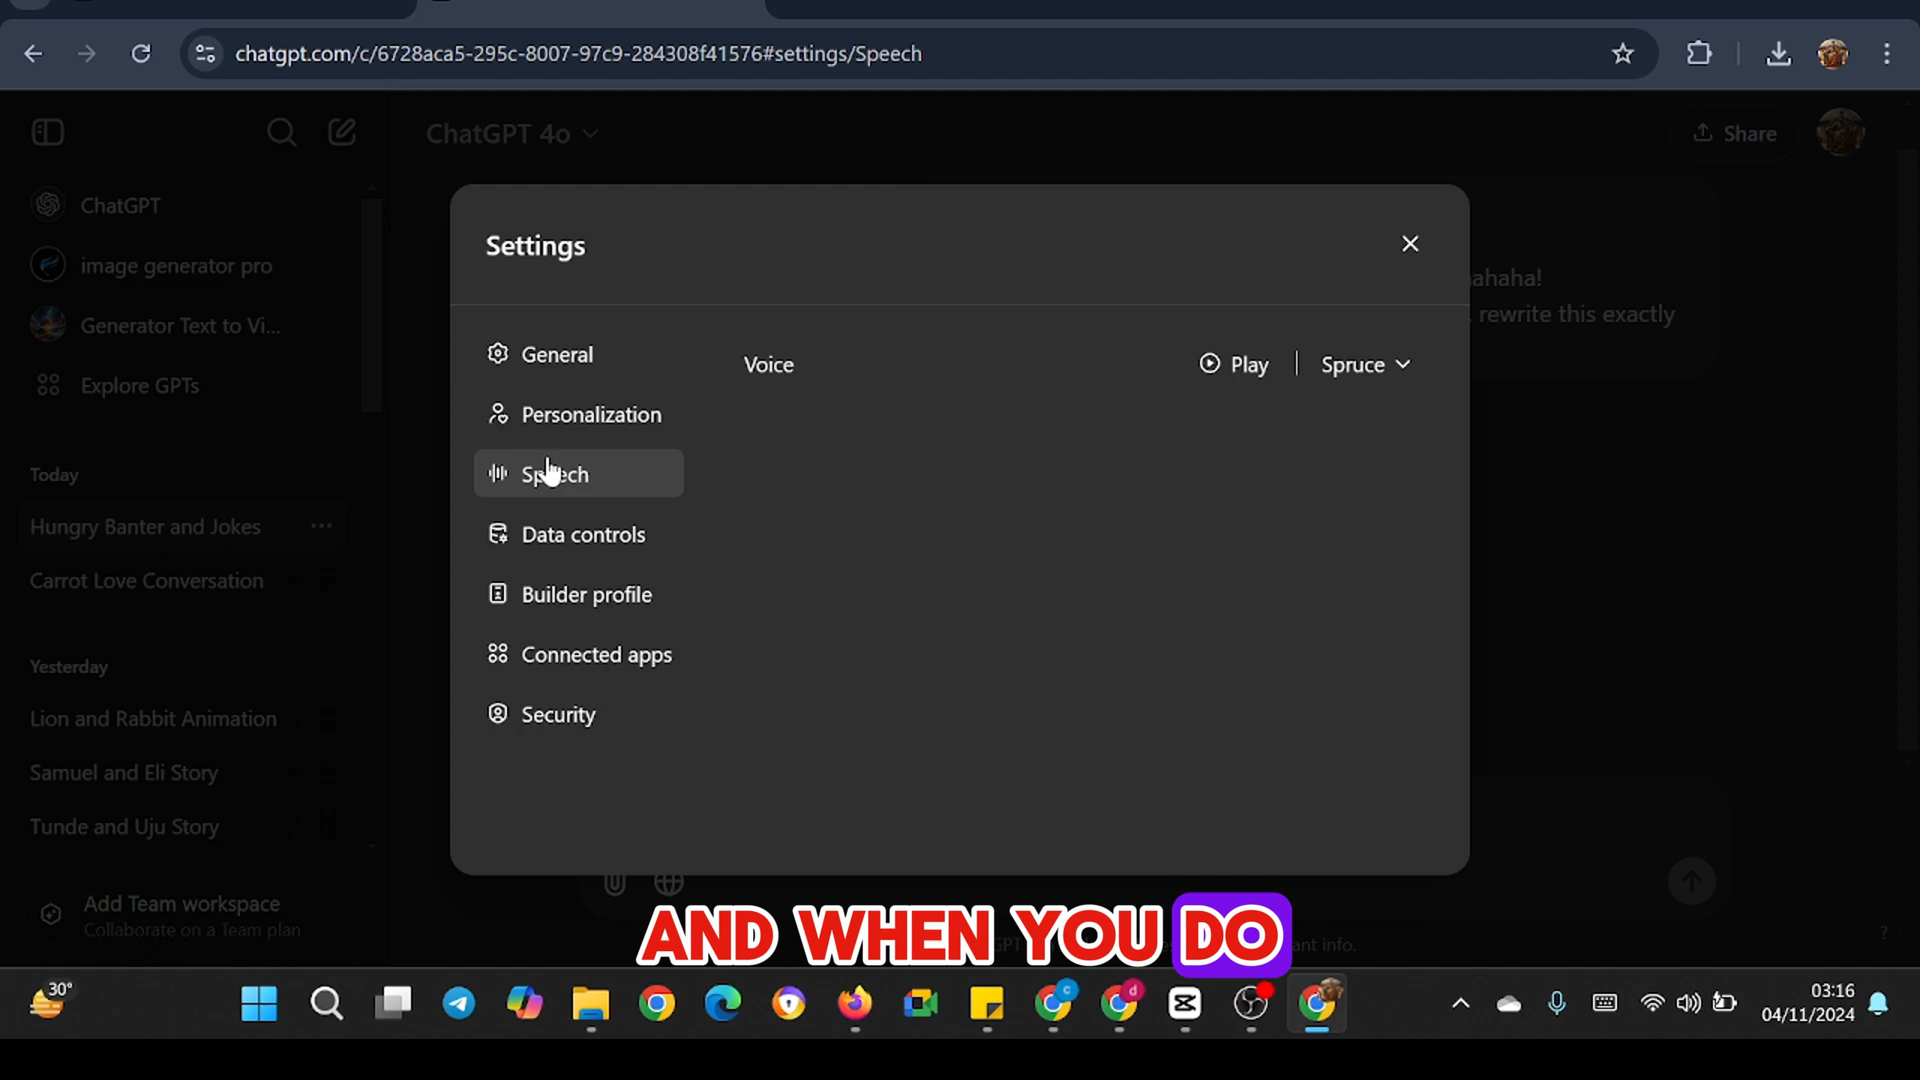 chatgpt.com/c/6728aca5-295c-8007-97c9-284308f41576#settings/Speech
ChatGPT 4o
Share
ChatGPT
image generator pro
Generator Text to Vi...
Explore GPTs
Today
Hungry Banter and Jokes
Carrot Love Conversation
Yesterday
Lion and Rabbit Animation
Samuel and Eli Story
Tunde and Uju Story
Add Team workspace
Collaborate on a Team plan
Settings
General
Personalization
Speech
Data controls
Builder profile
Connected apps
Security
Voice
Play
Spruce
ahaha!
rewrite this exactly
AND WHEN YOU DO
ant info.
?
30°
c
d
03:16
04/11/2024